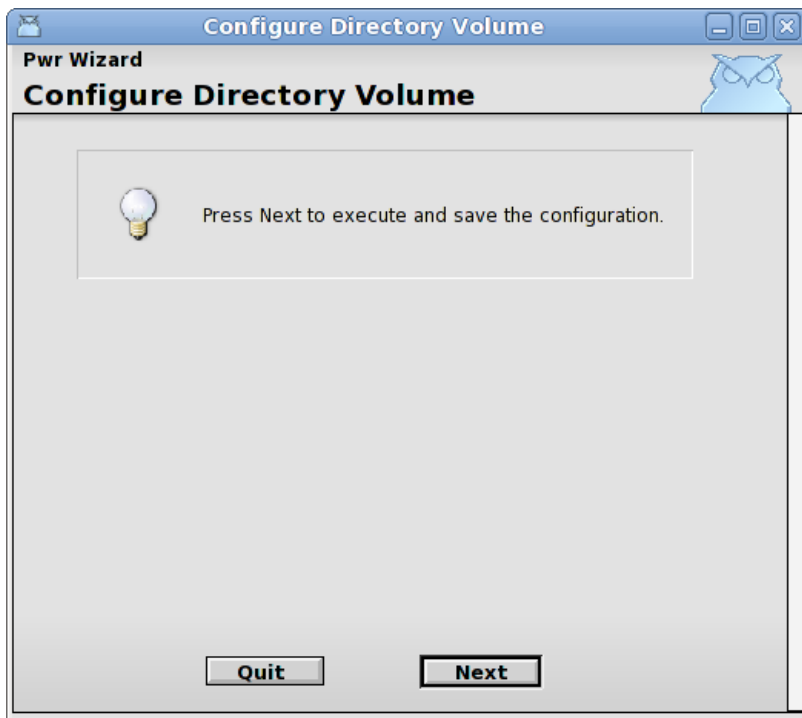 Configure Directory Volume
Pwr Wizard
Configure Directory Volume
Press Next to execute and save the configuration.
Quit
Next